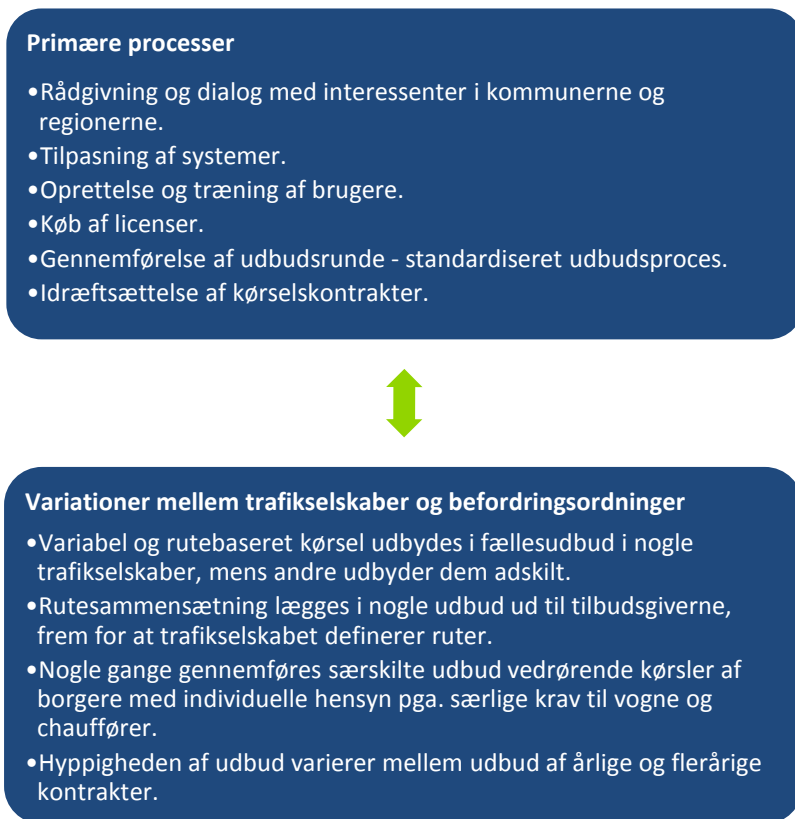 Primære processer
•Rådgivning og dialog med interessenter i kommunerne og
regionerne.
•Tilpasning af systemer.
•Oprettelse og træning af brugere.
•Køb af licenser.
•Gennemførelse af udbudsrunde - standardiseret udbudsproces.
•Idræftsættelse af kørselskontrakter.
Variationer mellem trafikselskaber og befordringsordninger
•Variabel og rutebaseret kørsel udbydes i fællesudbud i nogle
trafikselskaber, mens andre udbyder dem adskilt.
•Rutesammensætning lægges i nogle udbud ud til tilbudsgiverne,
frem for at trafikselskabet definerer ruter.
•Nogle gange gennemføres særskilte udbud vedrørende kørsler af
borgere med individuelle hensyn pga. særlige krav til vogne og
chauffører.
•Hyppigheden af udbud varierer mellem udbud af årlige og flerårige
kontrakter.